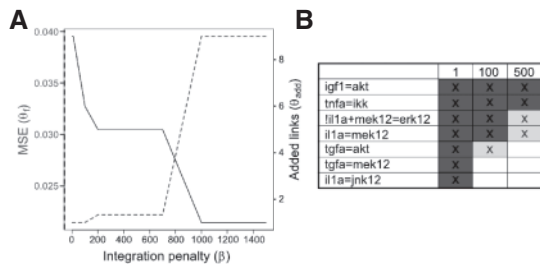 A
MSE (θf)
0.040
0.035
0.030
0.025
0 200 400 600 800 1000 1200 1400
Integration penalty (β)
8
6
4
2
Added links (θadd)
B
1 100 500
igf1=akt X X X
tnfa=ikk X X X
!il1a+mek12=erk12 X X X
il1a=mek12 X X X
tgfa=akt X X
tgfa=mek12 X
il1a=jnk12 X